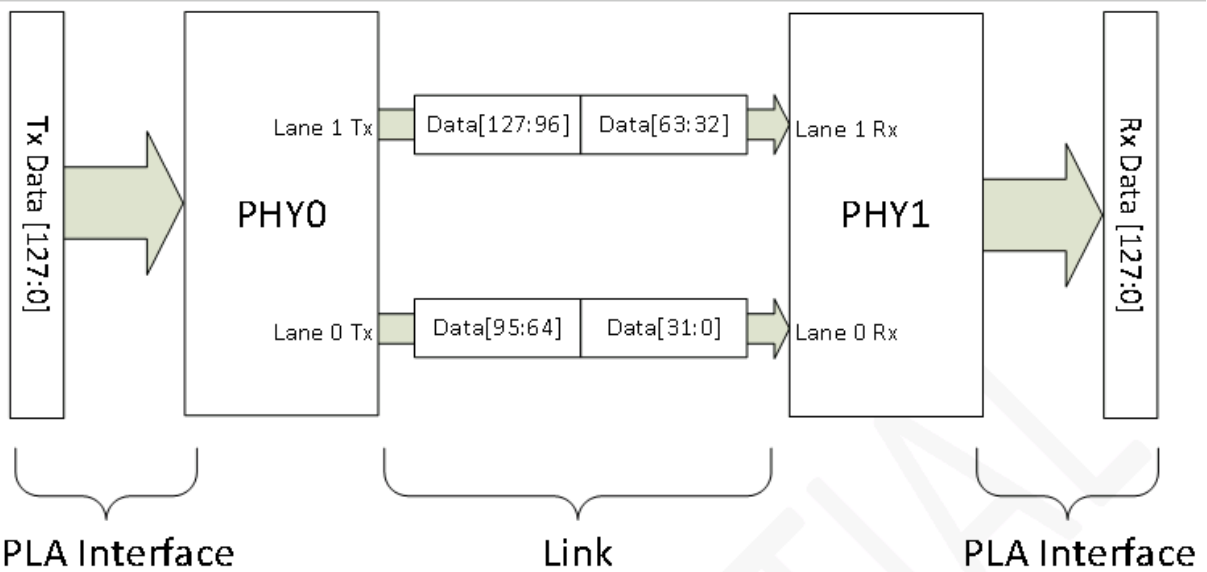 Tx Data [127:0]
PHY0
Lane 1 Tx
Lane 0 Tx
Data[127:96]
Data[63:32]
Data[95:64]
Data[31:0]
Lane 1 Rx
Lane 0 Rx
PHY1
Rx Data [127:0]
PLA Interface
Link
PLA Interface
TIAL